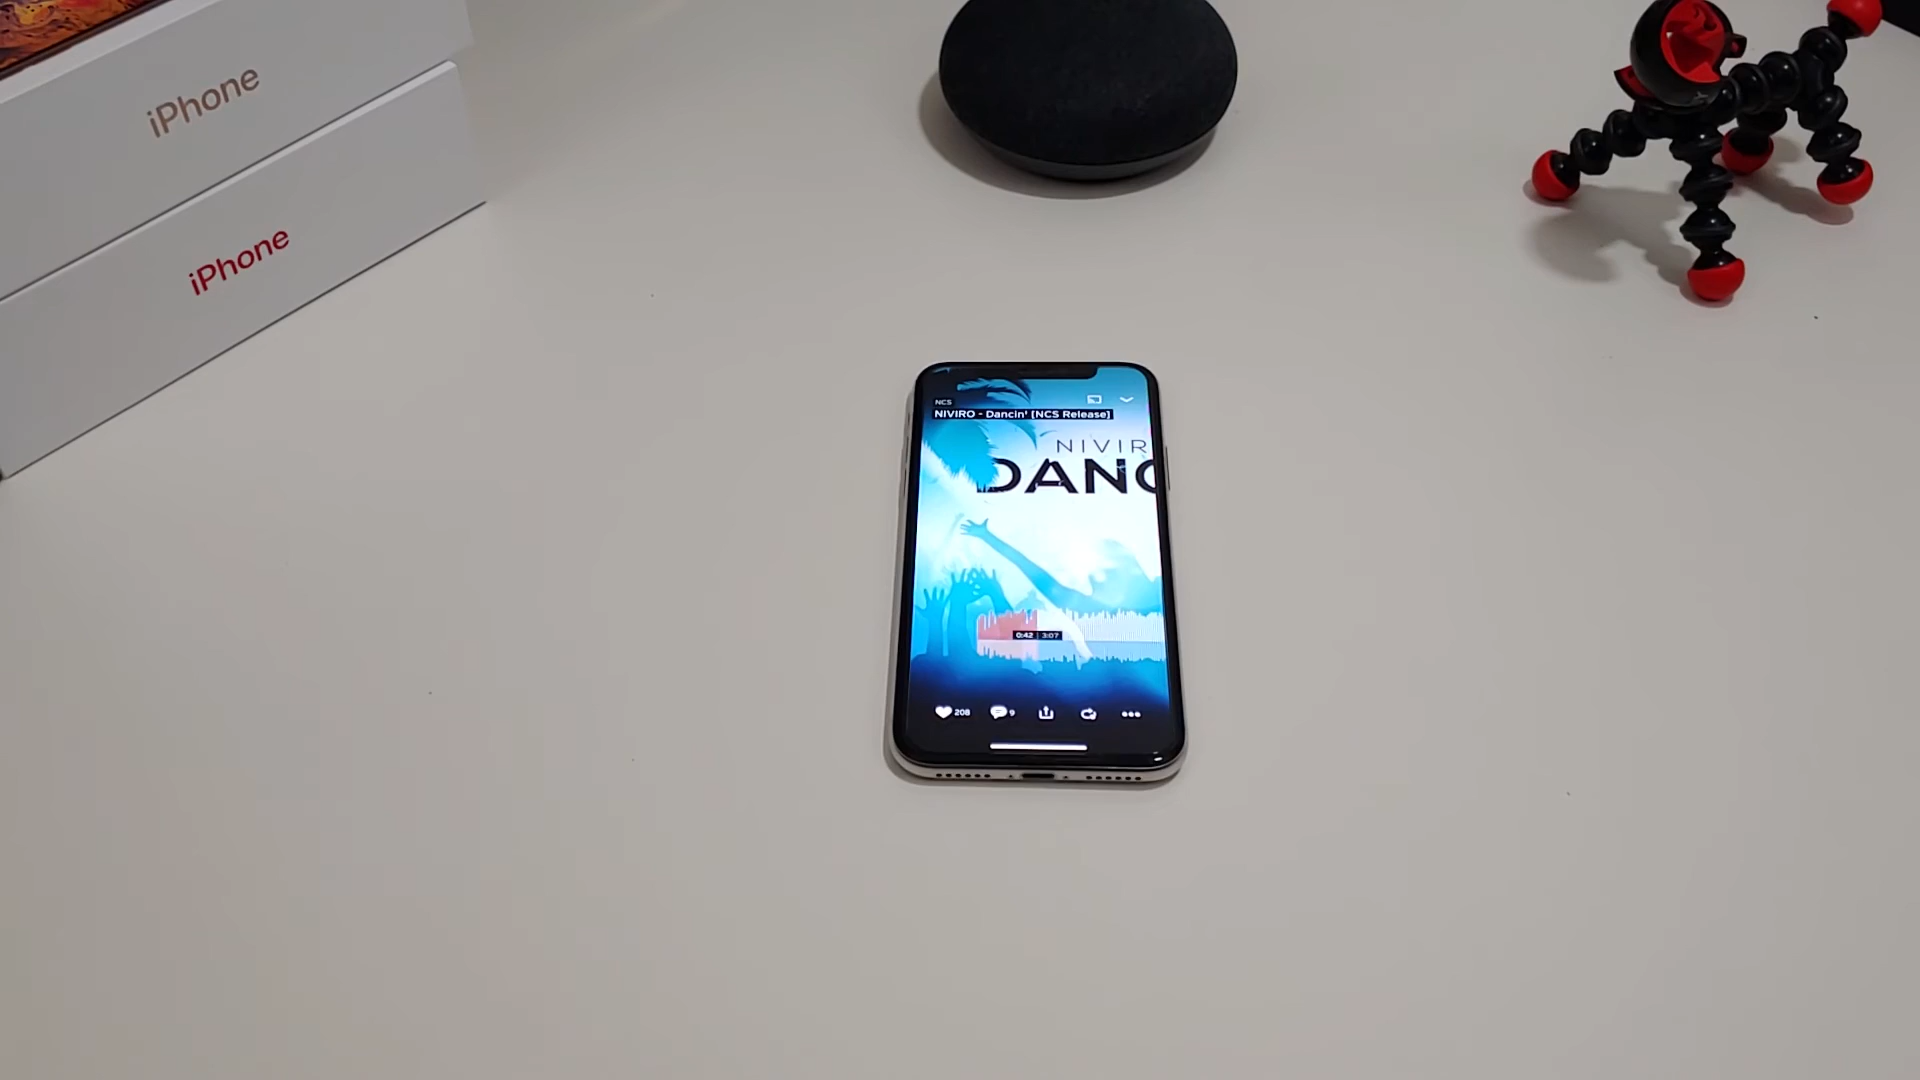 iPhone
iPhone
NCS
NIVIRO - Dancin' [NCS Release]
NIVIR
DANC
0:42 3:07
208
9